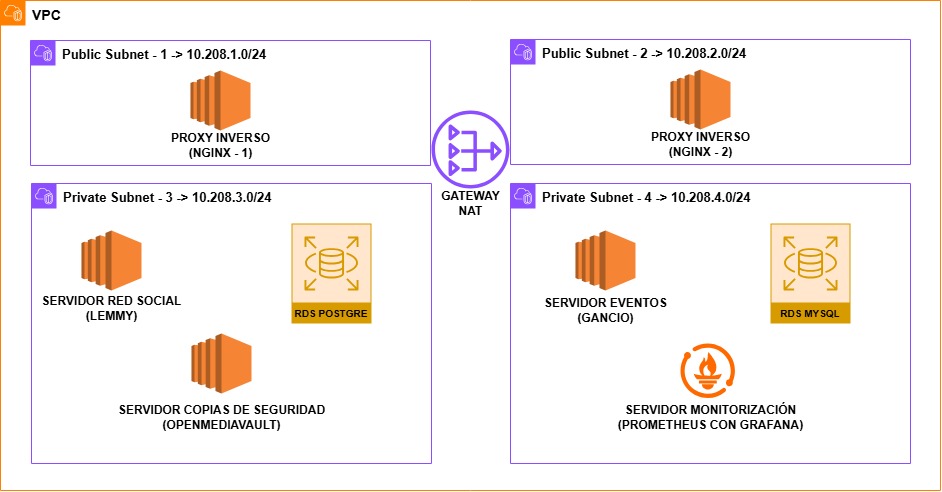 VPC
Public Subnet - 1 -> 10.208.1.0/24
PROXY INVERSO
(NGINX - 1)
Public Subnet - 2 -> 10.208.2.0/24
PROXY INVERSO
(NGINX - 2)
GATEWAY
NAT
Private Subnet - 3 -> 10.208.3.0/24
SERVIDOR RED SOCIAL
(LEMMY)
RDS POSTGRE
SERVIDOR COPIAS DE SEGURIDAD
(OPENMEDIAVAULT)
Private Subnet - 4 -> 10.208.4.0/24
SERVIDOR EVENTOS
(GANCIO)
RDS MYSQL
SERVIDOR MONITORIZACIÓN
(PROMETHEUS CON GRAFANA)